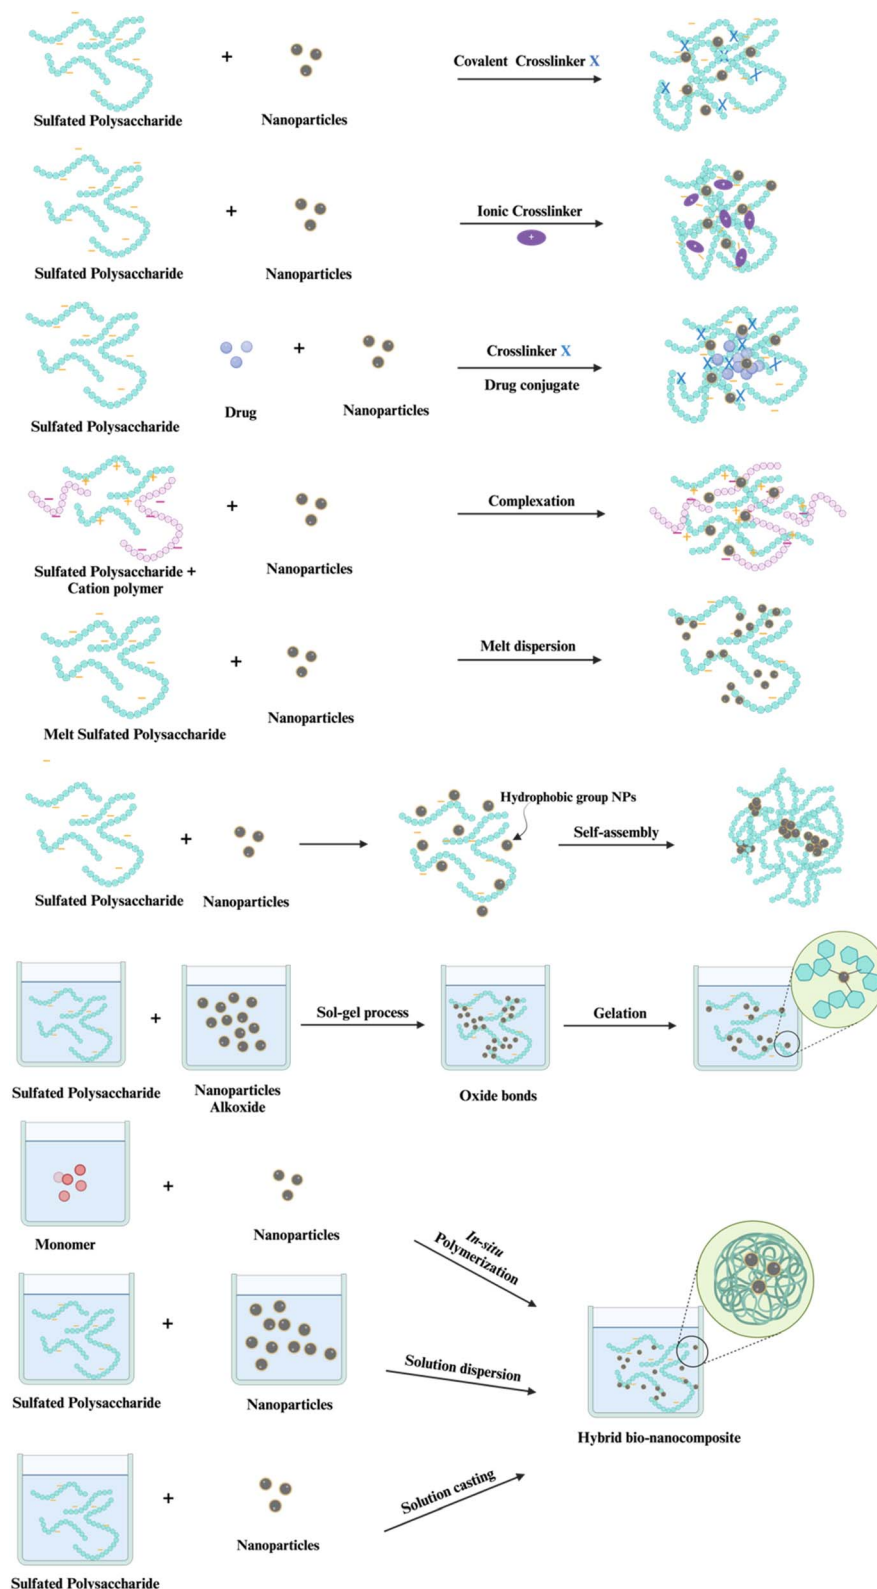 Covalent Crosslinker X
Sulfated Polysaccharide
Nanoparticles
Ionic Crosslinker
Sulfated Polysaccharide
Nanoparticles
Crosslinker X
Drug conjugate
Sulfated Polysaccharide
Drug
Nanoparticles
Complexation
Sulfated Polysaccharide +
Cation polymer
Nanoparticles
Melt dispersion
Melt Sulfated Polysaccharide
Nanoparticles
Hydrophobic group NPs
Self-assembly
Sulfated Polysaccharide
Nanoparticles
Sol-gel process
Gelation
Sulfated Polysaccharide
Nanoparticles
Alkoxide
Oxide bonds
Monomer
Nanoparticles
In-situ
Polymerization
Sulfated Polysaccharide
Nanoparticles
Solution dispersion
Hybrid bio-nanocomposite
Solution casting
Nanoparticles
Sulfated Polysaccharide